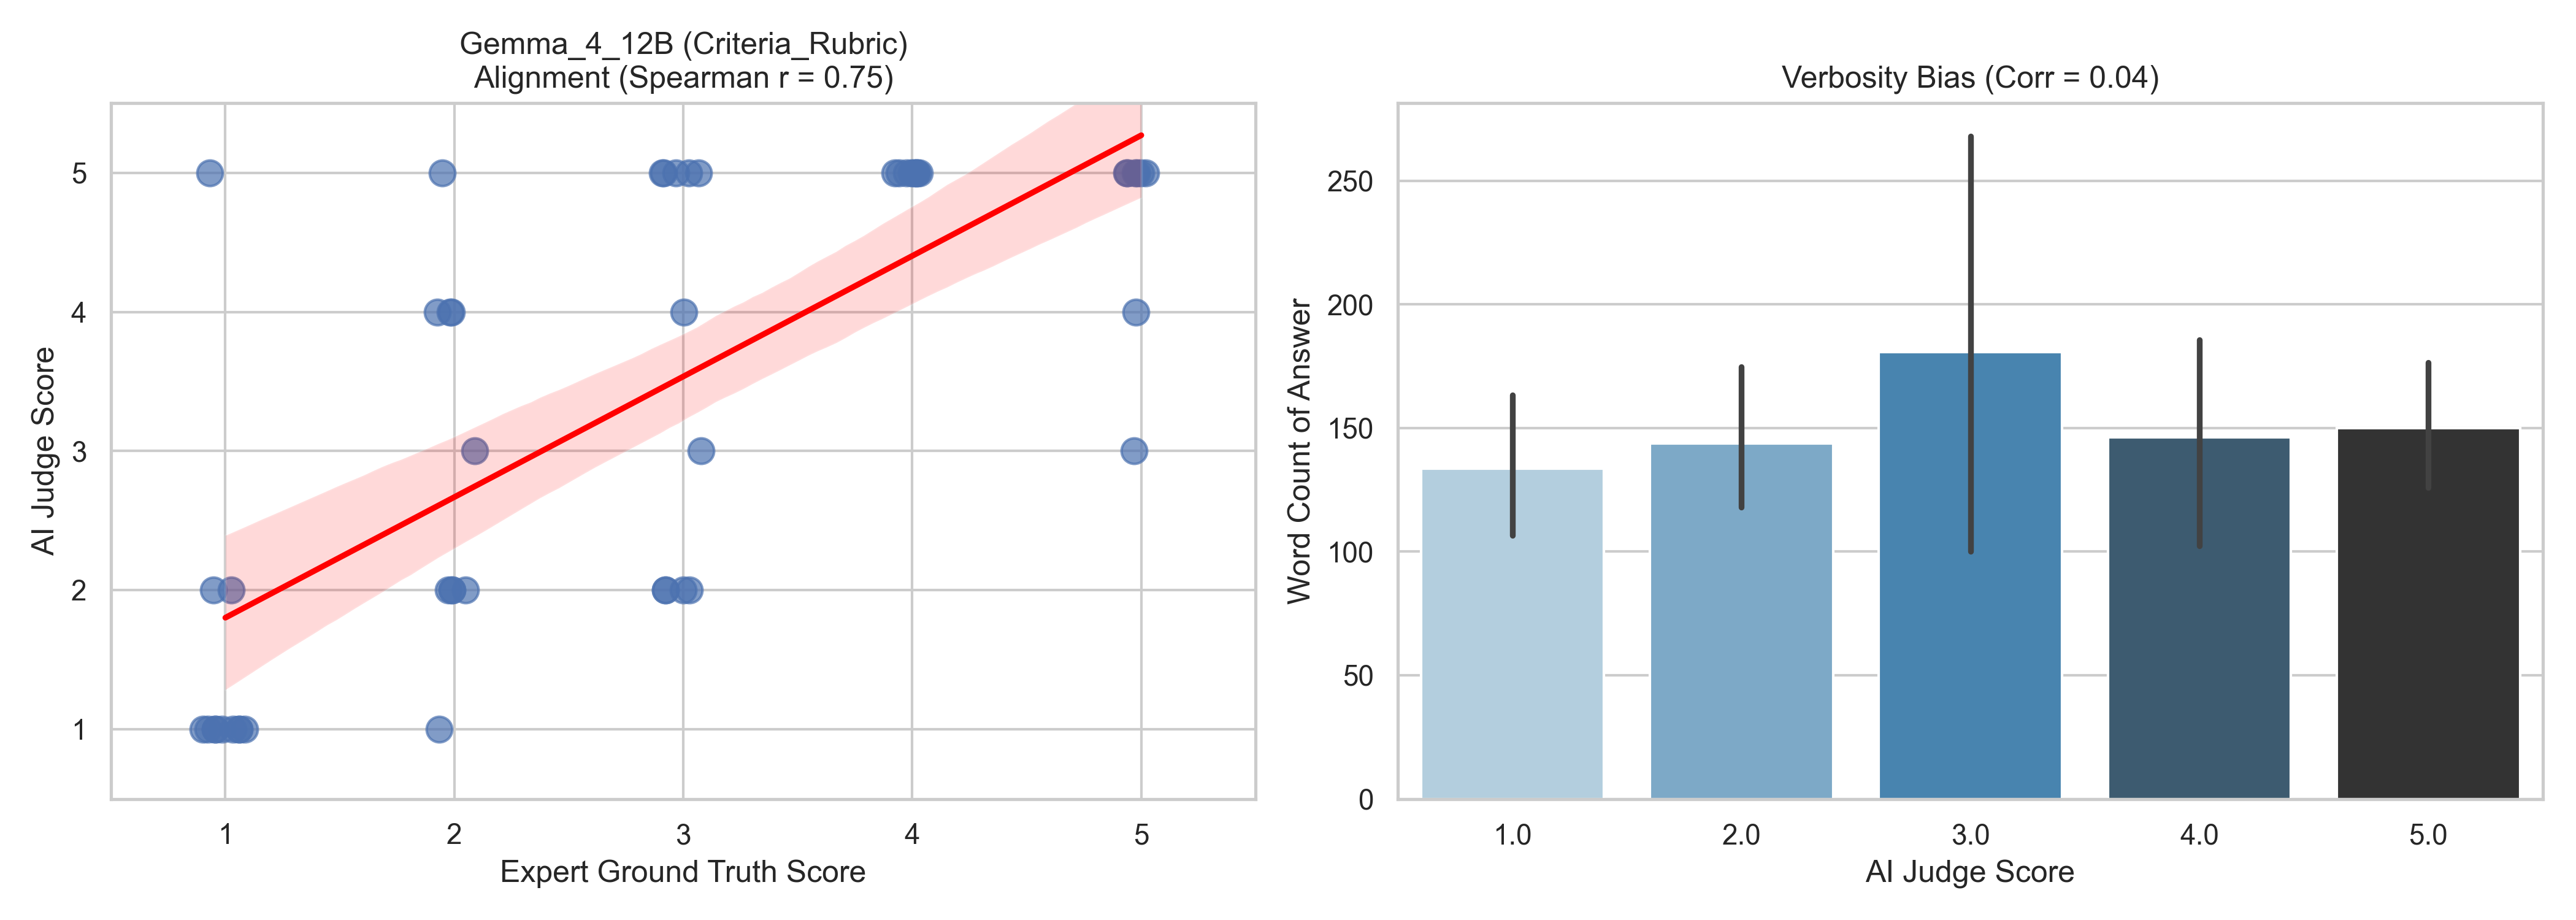 Gemma_4_12B (Criteria_Rubric)
Alignment (Spearman r = 0.75)
AI Judge Score
5
4
3
2
1
1 2 3 4 5
Expert Ground Truth Score
Verbosity Bias (Corr = 0.04)
Word Count of Answer
250
200
150
100
50
0
1.0 2.0 3.0 4.0 5.0
AI Judge Score